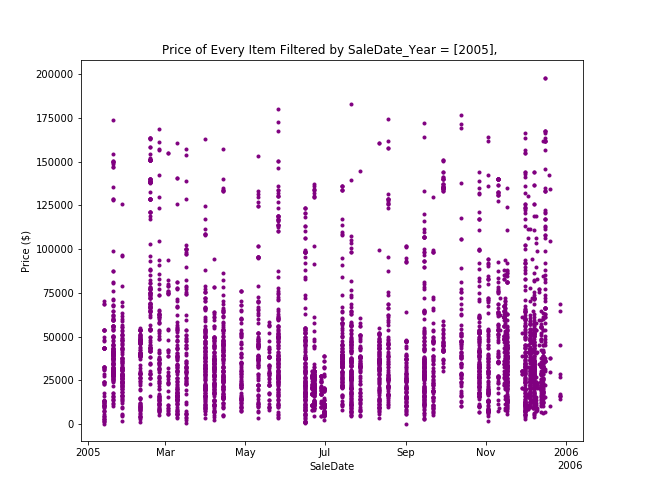 Price of Every Item Filtered by SaleDate_Year = [2005],
200000
175000
150000
125000
100000
75000
50000
25000
0
Price ($)
2005 Mar May Jul Sep Nov 2006
2006
SaleDate